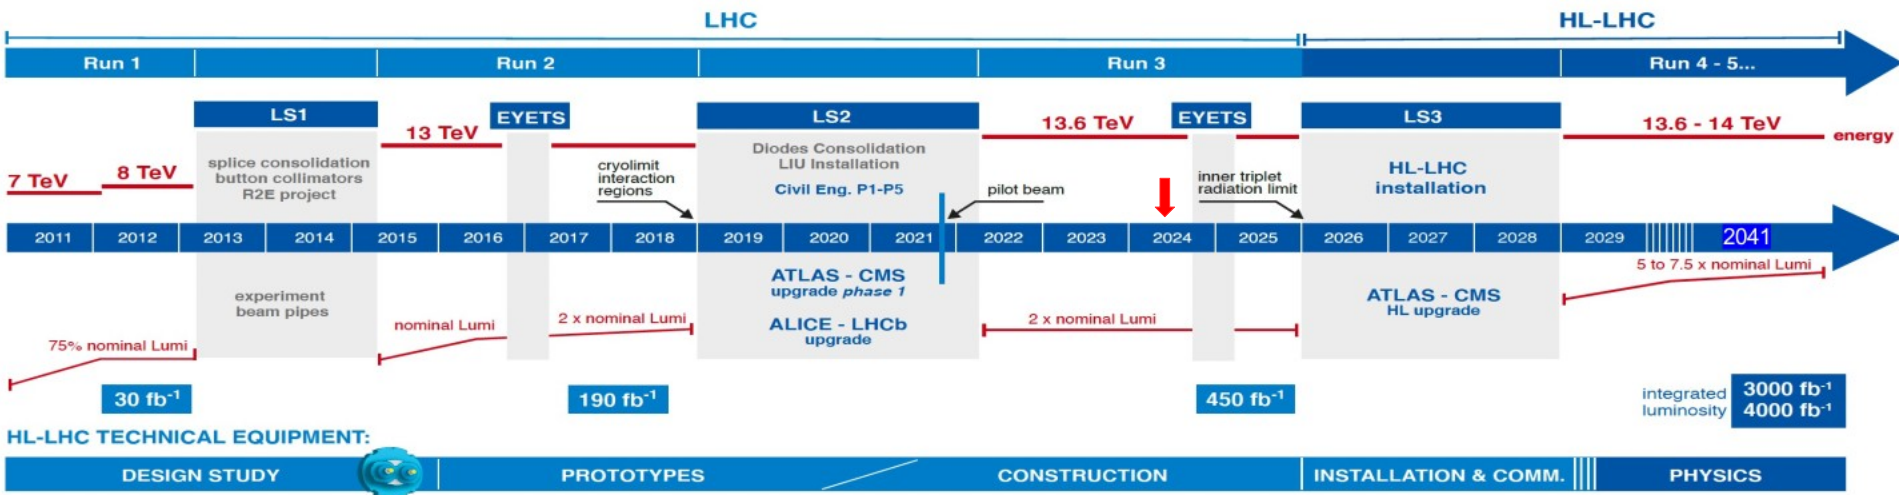 LHC
HL-LHC
Run 1
Run 2
Run 3
Run 4 - 5...
LS1
EYETS
LS2
EYETS
LS3
7 TeV
8 TeV
13 TeV
13.6 TeV
13.6 - 14 TeV
energy
splice consolidation
button collimators
R2E project
cryolimit
interaction
regions
Diodes Consolidation
LIU Installation
Civil Eng. P1-P5
pilot beam
inner triplet
radiation limit
HL-LHC
installation
2011
2012
2013
2014
2015
2016
2017
2018
2019
2020
2021
2022
2023
2024
2025
2026
2027
2028
2029
2041
experiment
beam pipes
ATLAS - CMS
upgrade phase 1
ALICE - LHCb
upgrade
ATLAS - CMS
HL upgrade
75% nominal Lumi
nominal Lumi
2 x nominal Lumi
2 x nominal Lumi
5 to 7.5 x nominal Lumi
30 fb-1
190 fb-1
450 fb-1
integrated
luminosity
3000 fb-1
4000 fb-1
HL-LHC TECHNICAL EQUIPMENT:
DESIGN STUDY
PROTOTYPES
CONSTRUCTION
INSTALLATION & COMM.
PHYSICS